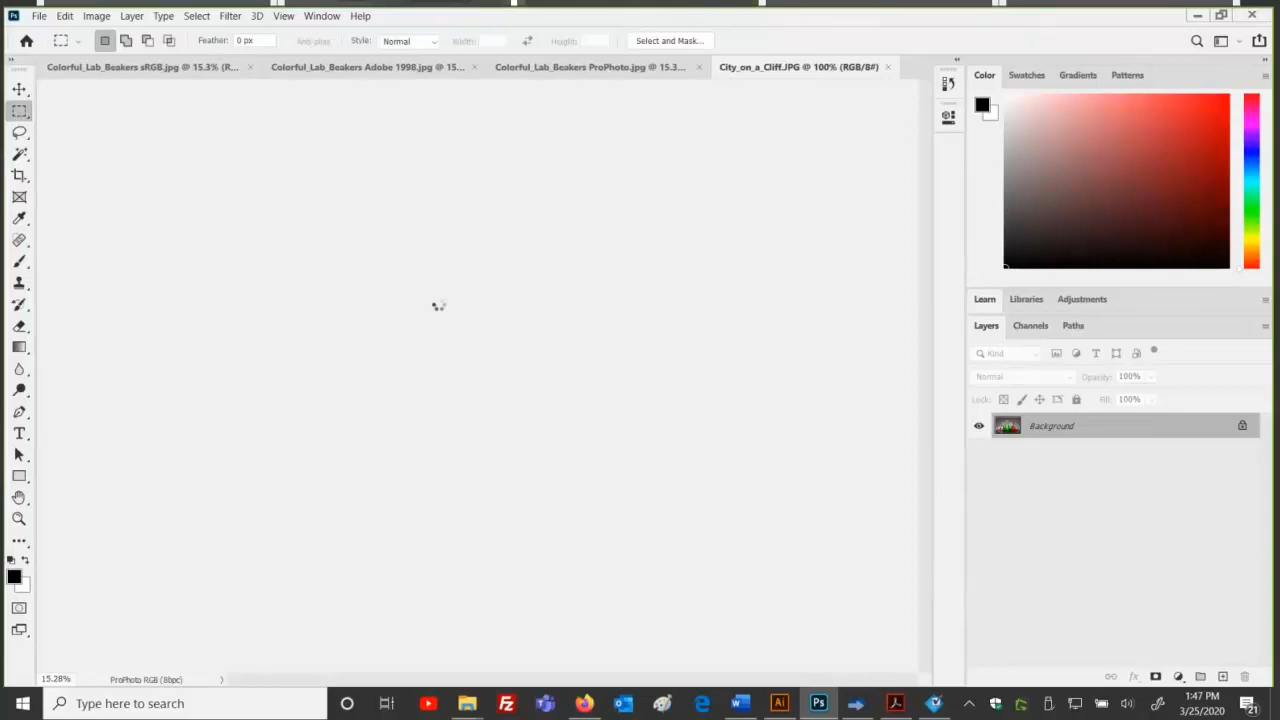 Ps File Edit Image Layer Type Select Filter 3D View Window Help
Feather: 0 px Anti-alias Style: Normal Width: Height: Select and Mask...
Colorful_Lab_Beakers sRGB.jpg @ 15.3% (R... Colorful_Lab_Beakers Adobe 1998.jpg @ 15... Colorful_Lab_Beakers ProPhoto.jpg @ 15.3... City_on_a_Cliff.JPG @ 100% (RGB/8#)
Color Swatches Gradients Patterns
Learn Libraries Adjustments
Layers Channels Paths
Kind
Normal Opacity: 100%
Lock: Fill: 100%
Background
15.28% ProPhoto RGB (8bpc)
Type here to search
Ai Ps
1:47 PM
3/25/2020
21